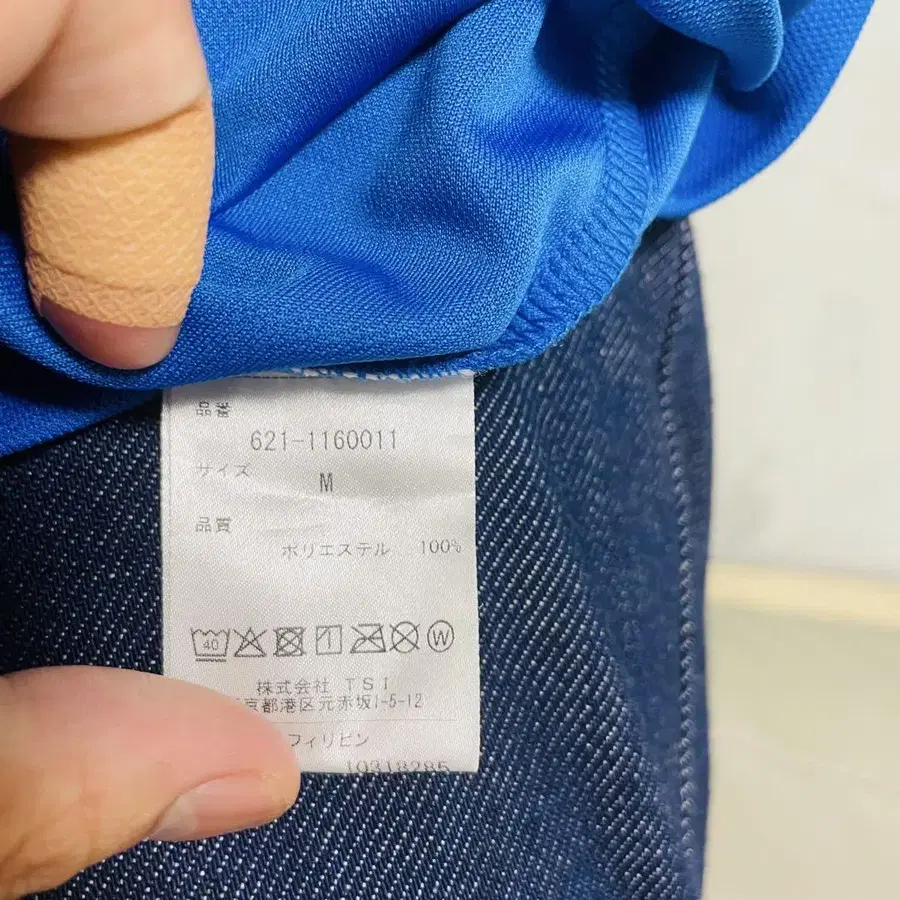 品番
621-1160011
サイズ
M
品質
ポリエステル 100%
40
W
株式会社 TSI
京都港区元赤坂1-5-12
フィリピン
10318285